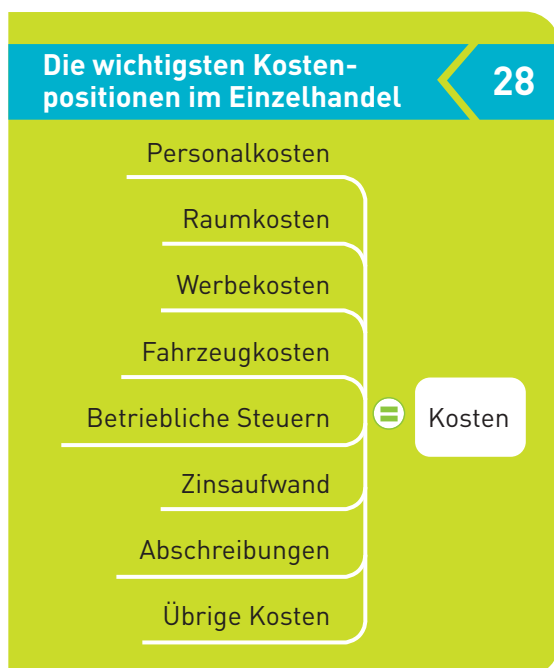 Die wichtigsten Kosten-
positionen im Einzelhandel
28
Personalkosten
Raumkosten
Werbekosten
Fahrzeugkosten
Betriebliche Steuern
Zinsaufwand
Abschreibungen
Übrige Kosten
=
Kosten